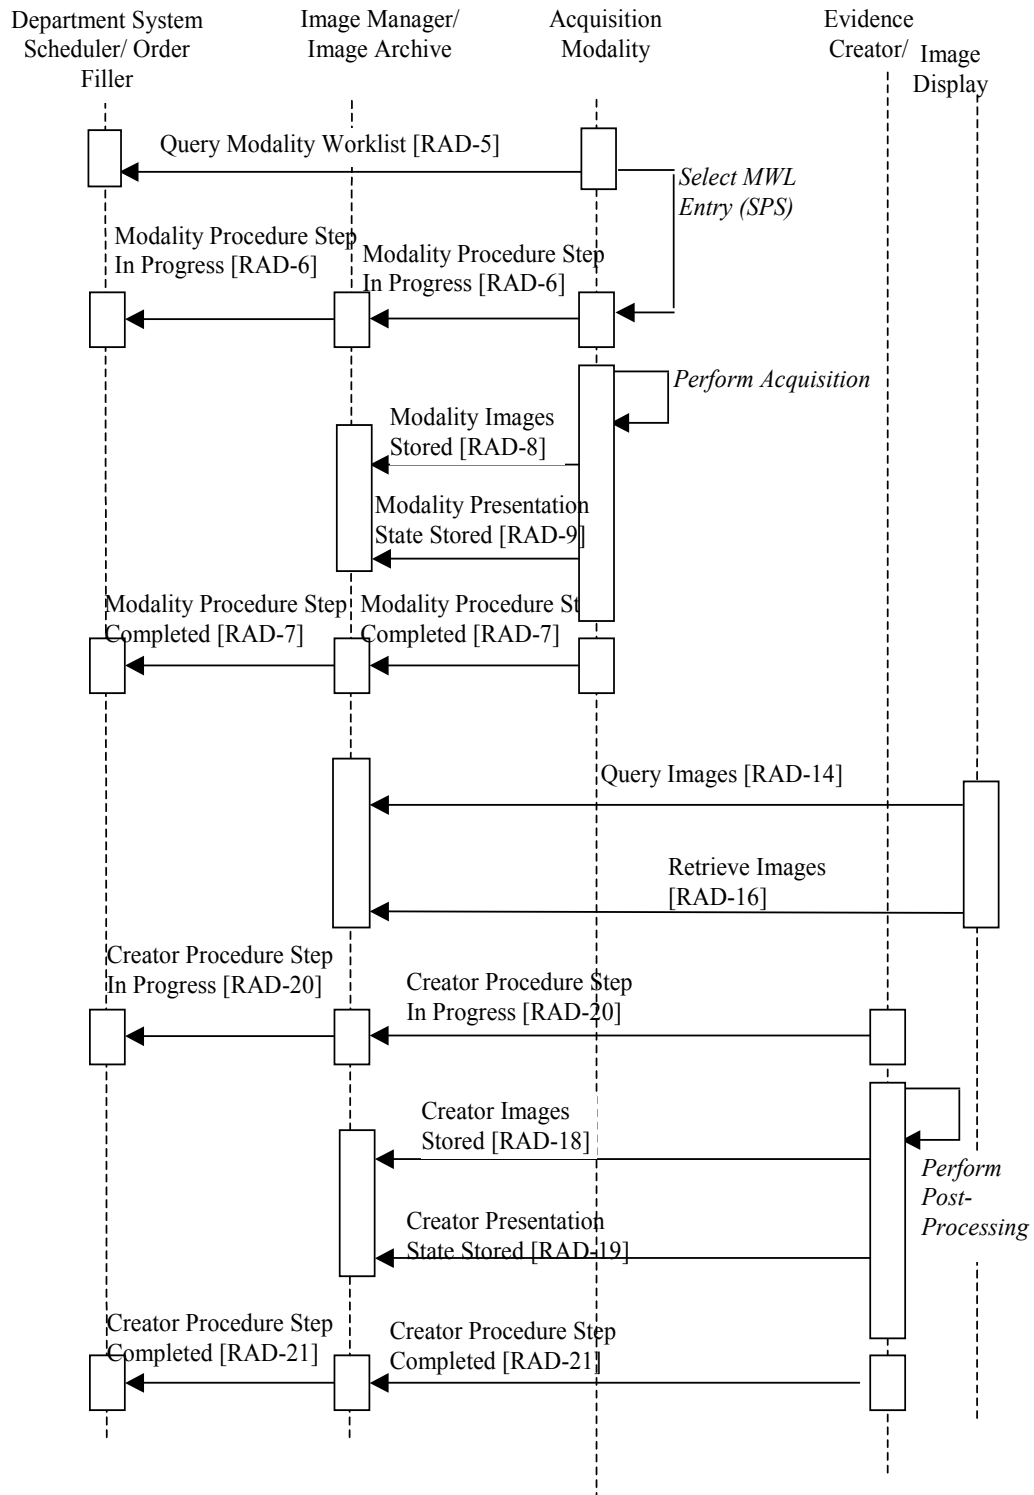 Department System
Scheduler/ Order
Filler
Image Manager/
Image Archive
Acquisition
Modality
Evidence
Creator/
Image
Display
Query Modality Worklist [RAD-5]
Select MWL
Entry (SPS)
Modality Procedure Step
In Progress [RAD-6]
Modality Procedure Step
In Progress [RAD-6]
Perform Acquisition
Modality Images
Stored [RAD-8]
Modality Presentation
State Stored [RAD-9]
Modality Procedure Step
Completed [RAD-7]
Modality Procedure St
Completed [RAD-7]
Query Images [RAD-14]
Retrieve Images
[RAD-16]
Creator Procedure Step
In Progress [RAD-20]
Creator Procedure Step
In Progress [RAD-20]
Creator Images
Stored [RAD-18]
Perform
Post-
Processing
Creator Presentation
State Stored [RAD-19]
Creator Procedure Step
Completed [RAD-21]
Creator Procedure Step
Completed [RAD-21]